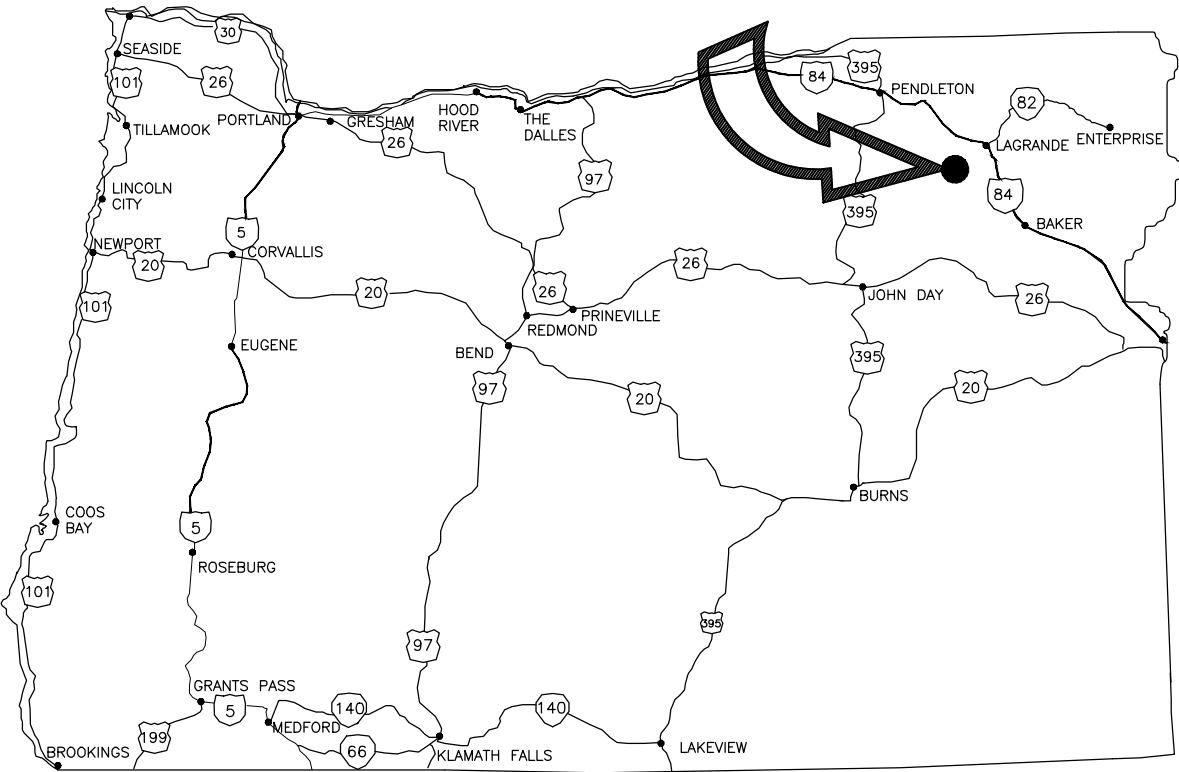 30
SEASIDE
101
26
395
84
PENDLETON
82
PORTLAND
GRESHAM
HOOD
RIVER
THE
DALLES
TILLAMOOK
26
ENTERPRISE
LAGRANDE
97
84
LINCOLN
CITY
395
BAKER
5
NEWPORT
CORVALLIS
20
26
20
26
JOHN DAY
26
101
PRINEVILLE
REDMOND
EUGENE
BEND
395
97
20
20
BURNS
COOS
BAY
5
ROSEBURG
101
395
97
GRANTS PASS
5
140
140
MEDFORD
199
66
BROOKINGS
KLAMATH FALLS
LAKEVIEW